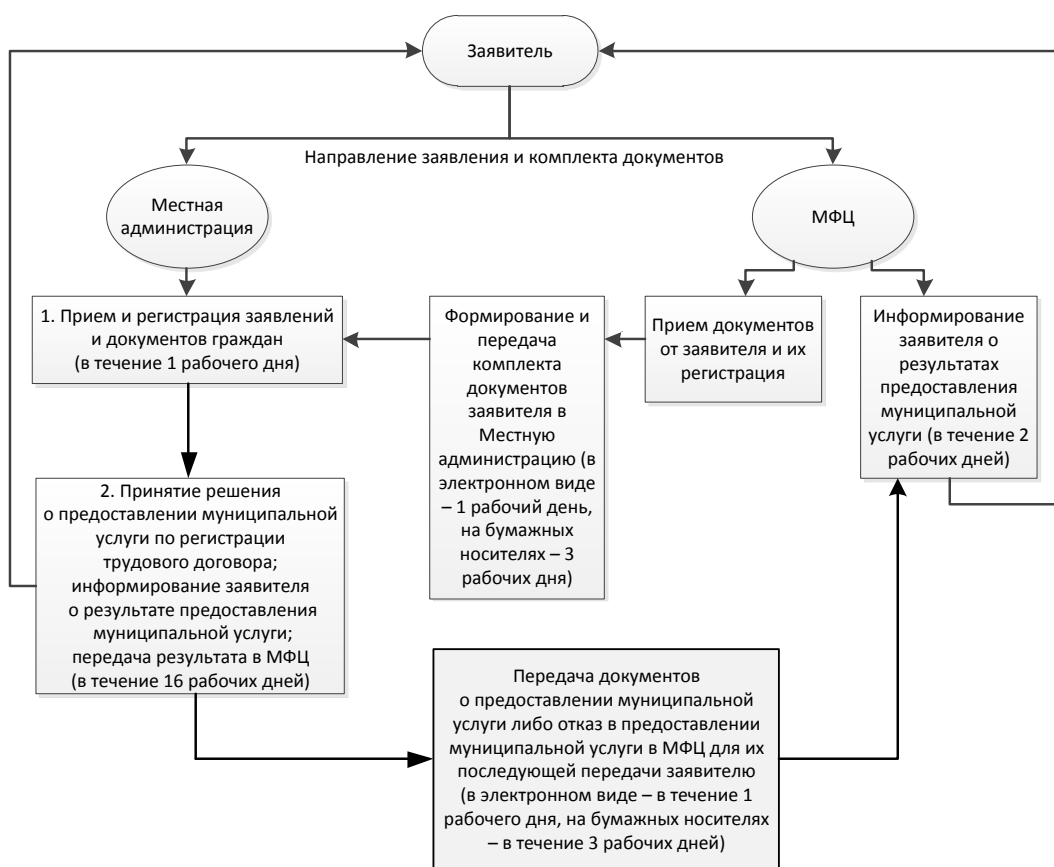 Заявитель
Направление заявления и комплекта документов
Местная
администрация
МФЦ
1. Прием и регистрация заявлений
и документов граждан
(в течение 1 рабочего дня)
Формирование и
передача
комплекта
документов
заявителя в
Местную
администрацию (в
электронном виде
– 1 рабочий день,
на бумажных
носителях – 3
рабочих дня)
Прием документов
от заявителя и их
регистрация
Информирование
заявителя о
результатах
предоставления
муниципальной
услуги (в течение 2
рабочих дней)
2. Принятие решения
о предоставлении муниципальной
услуги по регистрации
трудового договора;
информирование заявителя
о результате предоставления
муниципальной услуги;
передача результата в МФЦ
(в течение 16 рабочих дней)
Передача документов
о предоставлении муниципальной
услуги либо отказ в предоставлении
муниципальной услуги в МФЦ для их
последующей передачи заявителю
(в электронном виде – в течение 1
рабочего дня, на бумажных носителях
– в течение 3 рабочих дней)